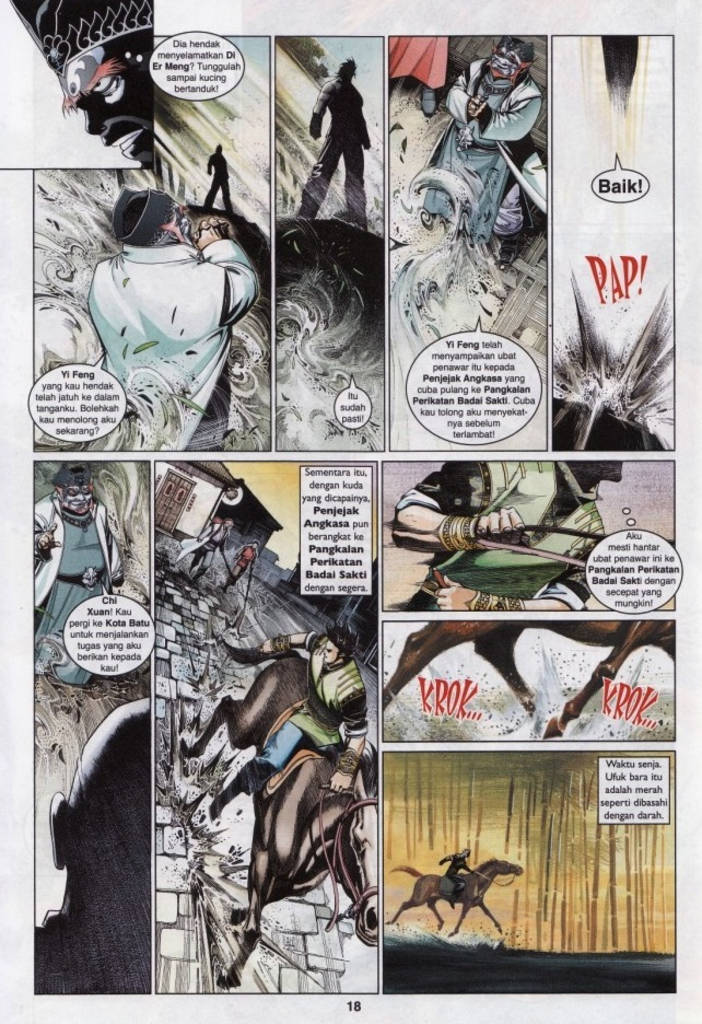 Dia hendak
menyelamatkan Di
Er Meng? Tunggulah
sampai kucing
bertanduk!
Yi Feng
yang kau hendak
telah jatuh ke dalam
tanganku. Bolehkah
kau menolong aku
sekarang?
Itu
sudah
pasti!
Yi Feng telah
menyampaikan ubat
penawar itu kepada
Penjejak Angkasa yang
cuba pulang ke Pangkalan
Perikatan Badai Sakti. Cuba
kau tolong aku menyekat-
nya sebelum
terlambat!
Baik!
PAP!
Chi
Xuan! Kau
pergi ke Kota Batu
untuk menjalankan
tugas yang aku
berikan kepada
kau!
Sementara itu,
dengan kuda
yang dicapainya,
Penjejak
Angkasa pun
berangkat ke
Pangkalan
Perikatan
Badai Sakti
dengan segera.
Aku
mesti hantar
ubat penawar ini ke
Pangkalan Perikatan
Badai Sakti dengan
secepat yang
mungkin!
KROK...
KROK...
Waktu senja.
Ufuk bara itu
adalah merah
seperti dibasahi
dengan darah.
18